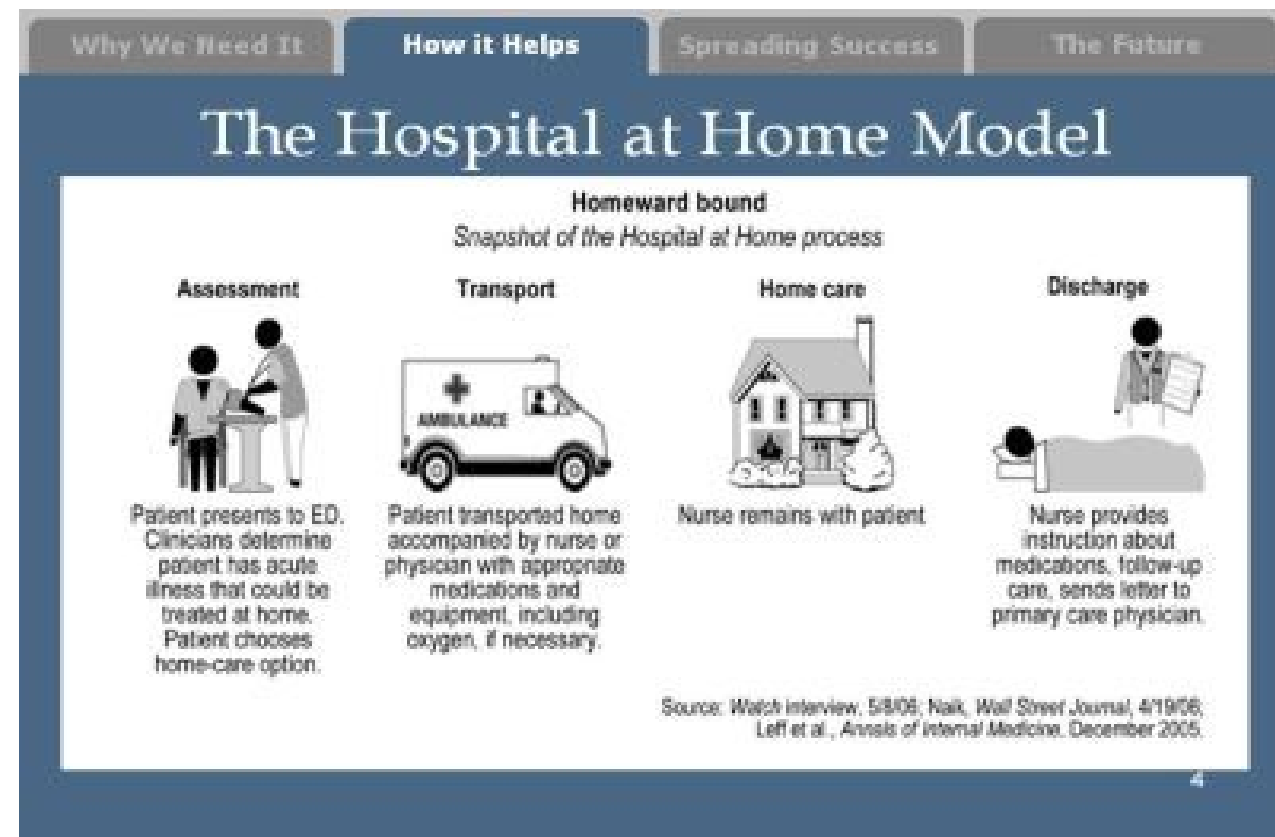 Why We Need It
How it Helps
Spreading Success
The Future
The Hospital at Home Model
Homeward bound
Snapshot of the Hospital at Home process
Assessment
Patient presents to ED.
Clinicians determine
patient has acute
illness that could be
treated at home.
Patient chooses
home-care option.
Transport
AMBULANCE
Patient transported home
accompanied by nurse or
physician with appropriate
medications and
equipment, including
oxygen, if necessary.
Home care
Nurse remains with patient
Discharge
Nurse provides
instruction about
medications, follow-up
care, sends letter to
primary care physician.
Source: Watch interview, 5/8/06; Naik, Wall Street Journal, 4/19/06;
Leff et al., Annals of Internal Medicine, December 2005.
4